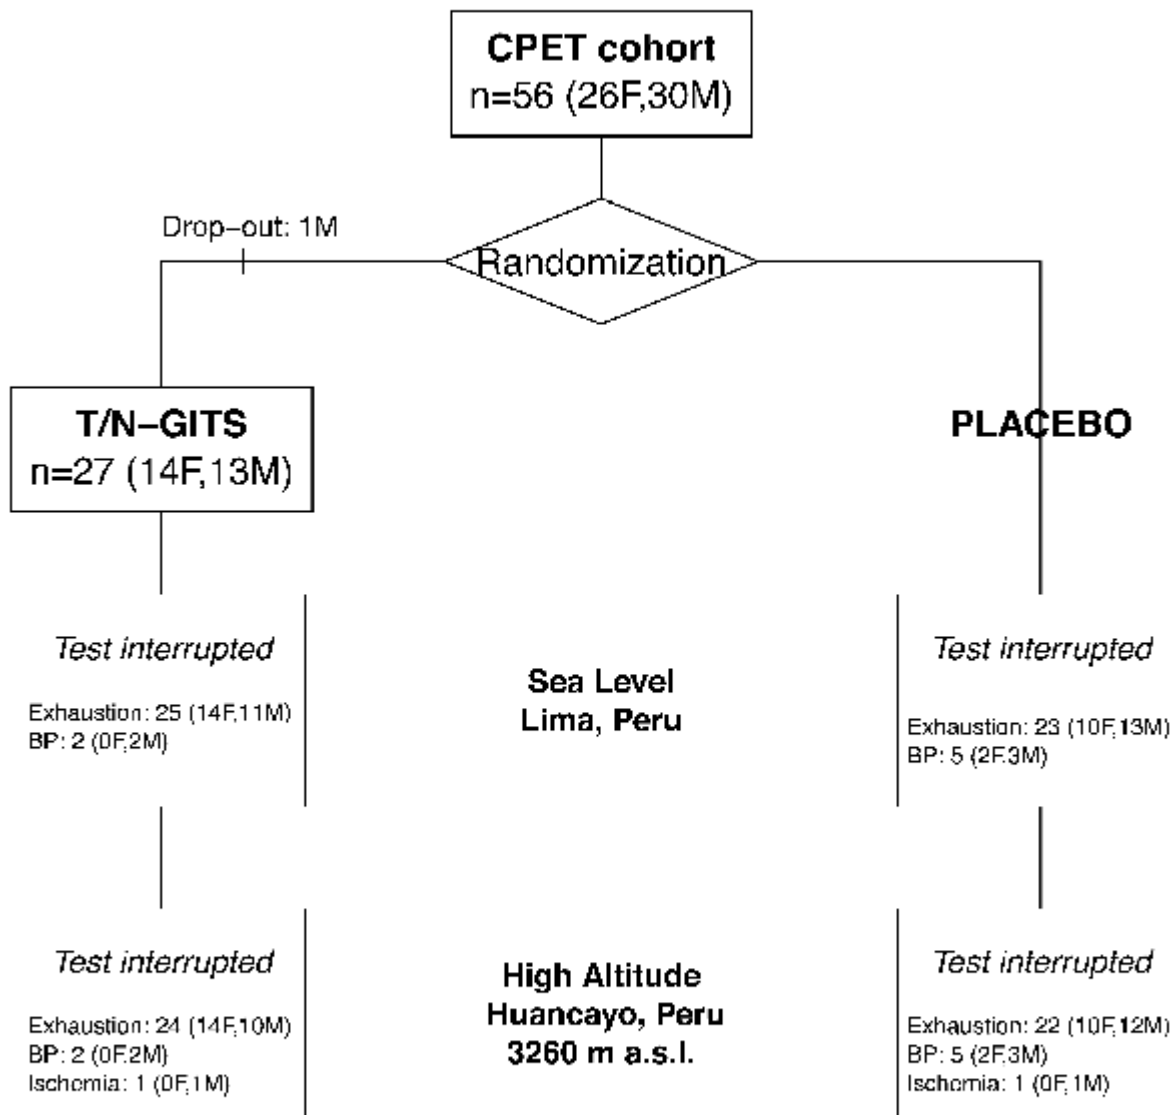 CPET cohort
n=56 (26F,30M)
Drop-out: 1M
Randomization
T/N-GITS
n=27 (14F,13M)
PLACEBO
Test interrupted
Exhaustion: 25 (14F,11M)
BP: 2 (0F,2M)
Sea Level
Lima, Peru
Test interrupted
Exhaustion: 23 (10F,13M)
BP: 5 (2F,3M)
Test interrupted
Exhaustion: 24 (14F,10M)
BP: 2 (0F,2M)
Ischemia: 1 (0F,1M)
High Altitude
Huancayo, Peru
3260 m a.s.l.
Test interrupted
Exhaustion: 22 (10F,12M)
BP: 5 (2F,3M)
Ischemia: 1 (0F,1M)